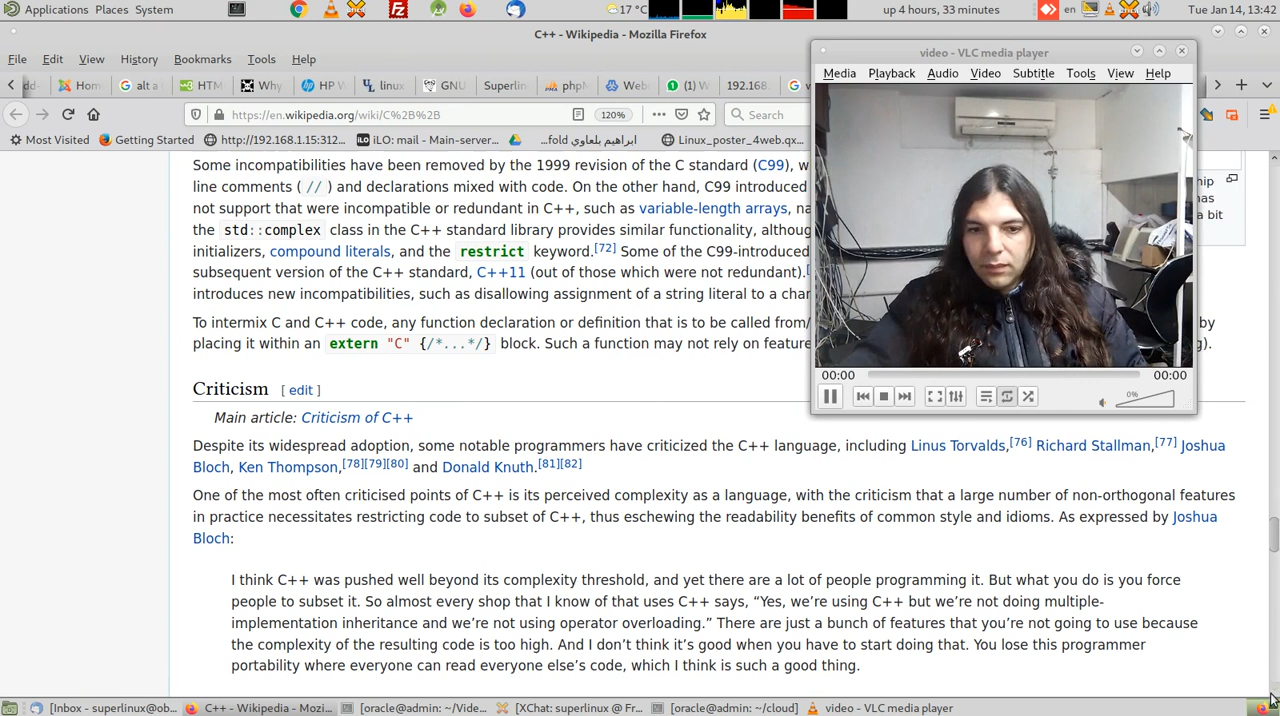 Applications Places System
17 °C
up 4 hours, 33 minutes
en
Tue Jan 14, 13:42
C++ - Wikipedia - Mozilla Firefox
File Edit View History Bookmarks Tools Help
Hom
alt a
HTM
Why
HP W
linux
GNU
Superlin
phpM
Web
(1) W
192.168.
https://en.wikipedia.org/wiki/C%2B%2B
120%
Search
Most Visited
Getting Started
http://192.168.1.15:312...
iLO: mail - Main-server...
ابراهيم بلعاوي fold...
Linux_poster_4web.qx...
video - VLC media player
Media Playback Audio Video Subtitle Tools View Help
00:00
00:00
0%
Some incompatibilities have been removed by the 1999 revision of the C standard (C99), w
line comments ( // ) and declarations mixed with code. On the other hand, C99 introduced
not support that were incompatible or redundant in C++, such as variable-length arrays, na
the std::complex class in the C++ standard library provides similar functionality, althoug
initializers, compound literals, and the restrict keyword.[72] Some of the C99-introduced
subsequent version of the C++ standard, C++11 (out of those which were not redundant).[
introduces new incompatibilities, such as disallowing assignment of a string literal to a char
ship
has
a bit
To intermix C and C++ code, any function declaration or definition that is to be called from/
by
placing it within an extern "C" {/*...*/} block. Such a function may not rely on feature
g).
Criticism [ edit ]
Main article: Criticism of C++
Despite its widespread adoption, some notable programmers have criticized the C++ language, including Linus Torvalds,[76] Richard Stallman,[77] Joshua
Bloch, Ken Thompson,[78][79][80] and Donald Knuth.[81][82]
One of the most often criticised points of C++ is its perceived complexity as a language, with the criticism that a large number of non-orthogonal features
in practice necessitates restricting code to subset of C++, thus eschewing the readability benefits of common style and idioms. As expressed by Joshua
Bloch:
I think C++ was pushed well beyond its complexity threshold, and yet there are a lot of people programming it. But what you do is you force
people to subset it. So almost every shop that I know of that uses C++ says, “Yes, we’re using C++ but we’re not doing multiple-
implementation inheritance and we’re not using operator overloading.” There are just a bunch of features that you’re not going to use because
the complexity of the resulting code is too high. And I don’t think it’s good when you have to start doing that. You lose this programmer
portability where everyone can read everyone else’s code, which I think is such a good thing.
[Inbox - superlinux@ob...
C++ - Wikipedia - Mozi...
[oracle@admin: ~/Vide...
[XChat: superlinux @ Fr...
[oracle@admin: ~/cloud]
video - VLC media player